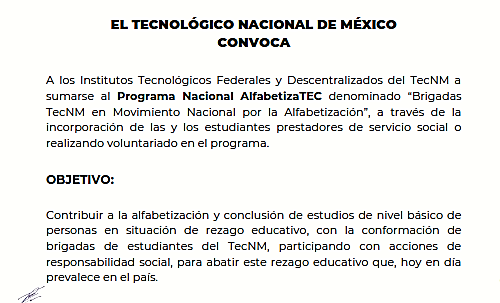 EL TECNOLÓGICO NACIONAL DE MÉXICO
CONVOCA
A los Institutos Tecnológicos Federales y Descentralizados del TecNM a
sumarse al Programa Nacional AlfabetizaTEC denominado “Brigadas
TecNM en Movimiento Nacional por la Alfabetización”, a través de la
incorporación de las y los estudiantes prestadores de servicio social o
realizando voluntariado en el programa.
OBJETIVO:
Contribuir a la alfabetización y conclusión de estudios de nivel básico de
personas en situación de rezago educativo, con la conformación de
brigadas de estudiantes del TecNM, participando con acciones de
responsabilidad social, para abatir este rezago educativo que, hoy en día
prevalece en el país.